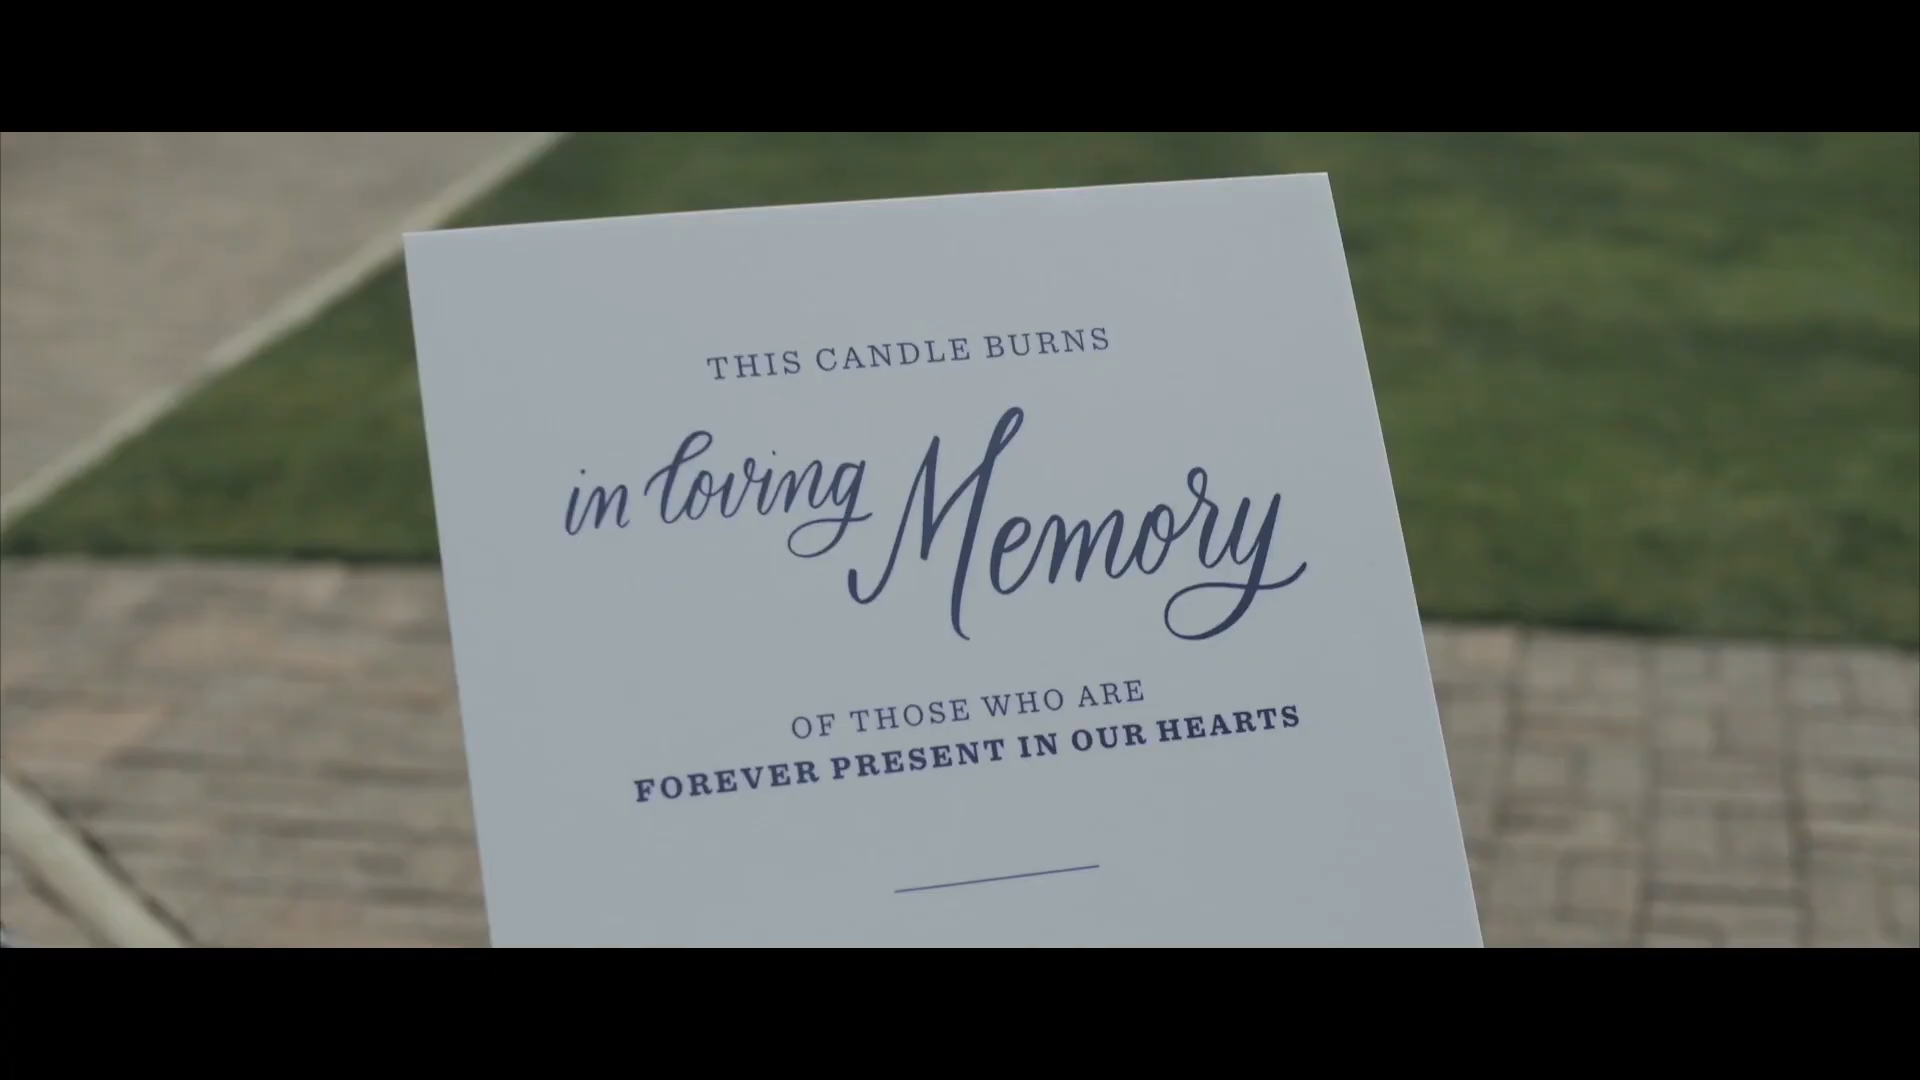 THIS CANDLE BURNS
in loving Memory
OF THOSE WHO ARE
FOREVER PRESENT IN OUR HEARTS